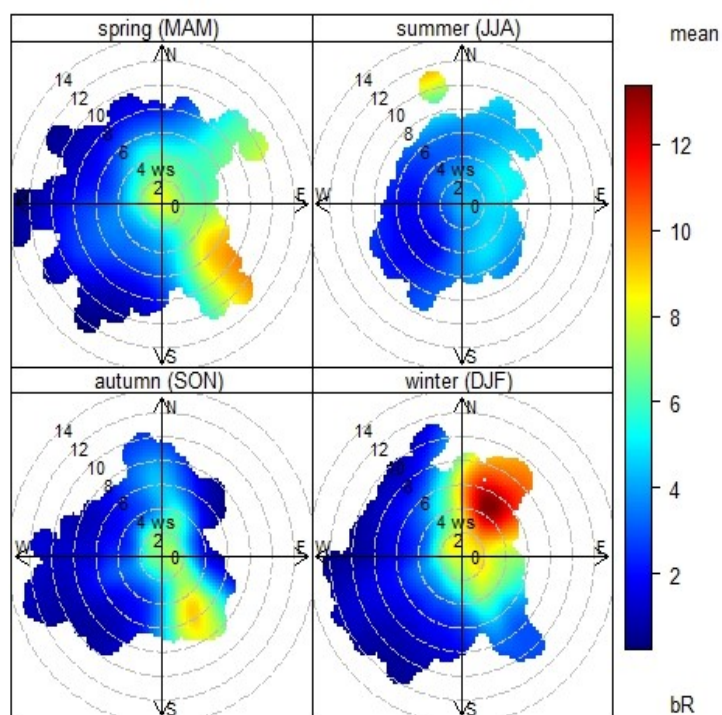 spring (MAM)
N
14
12
10
8
6
4 ws
2
0
W
E
S
summer (JJA)
N
14
12
10
8
6
4 ws
2
0
W
E
S
autumn (SON)
N
14
12
10
8
6
4 ws
2
0
W
E
S
winter (DJF)
N
14
12
10
8
6
4 ws
2
0
W
E
S
mean
12
10
8
6
4
2
bR